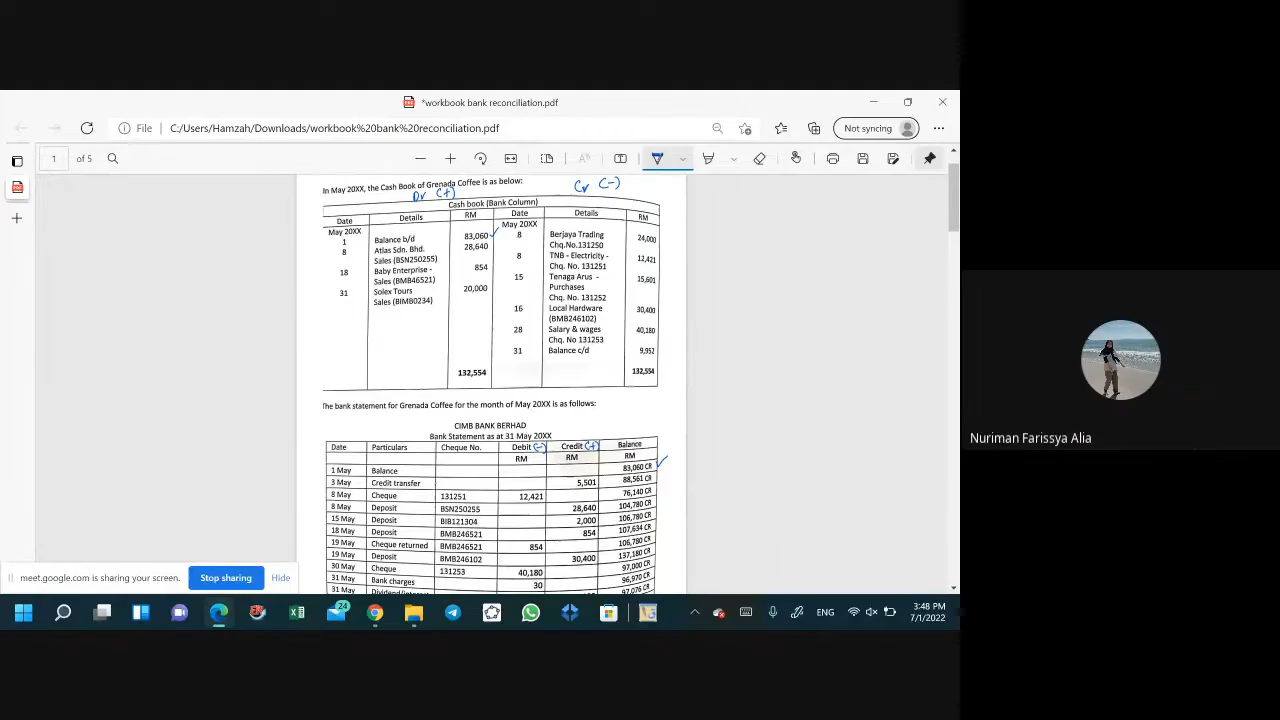 *workbook bank reconciliation.pdf
File C:/Users/Hamzah/Downloads/workbook%20bank%20reconciliation.pdf Not syncing
1 of 5
In May 20XX, the Cash Book of Grenada Coffee is as below:
Dr (+) Cr (-)
Cash book (Bank Column)
Date Details RM Date Details RM
May 20XX May 20XX
1 Balance b/d 83,060 8 Berjaya Trading 24,000
8 Atlas Sdn. Bhd. 28,640 Chq.No.131250
Sales (BSN250255) 8 TNB - Electricity - 12,421
18 Baby Enterprise - 854 Chq. No. 131251
Sales (BMB46521) 15 Tenaga Arus - 15,601
31 Solex Tours 20,000 Purchases
Sales (BIMB0234) Chq. No. 131252
16 Local Hardware 30,400
(BMB246102)
28 Salary & wages 40,180
Chq. No 131253
31 Balance c/d 9,952
132,554 132,554
The bank statement for Grenada Coffee for the month of May 20XX is as follows:
CIMB BANK BERHAD
Bank Statement as at 31 May 20XX
Date Particulars Cheque No. Debit (-) Credit (+) Balance
RM RM RM
1 May Balance 83,060 CR
3 May Credit transfer 5,501 88,561 CR
8 May Cheque 131251 12,421 76,140 CR
8 May Deposit BSN250255 28,640 104,780 CR
15 May Deposit BIB121304 2,000 106,780 CR
18 May Deposit BMB246521 854 107,634 CR
19 May Cheque returned BMB246521 854 106,780 CR
19 May Deposit BMB246102 30,400 137,180 CR
30 May Cheque 131253 40,180 97,000 CR
31 May Bank charges 30 96,970 CR
31 May 97,076 CR
Nuriman Farissya Alia
meet.google.com is sharing your screen. Stop sharing Hide
24
ENG
3:48 PM
7/1/2022